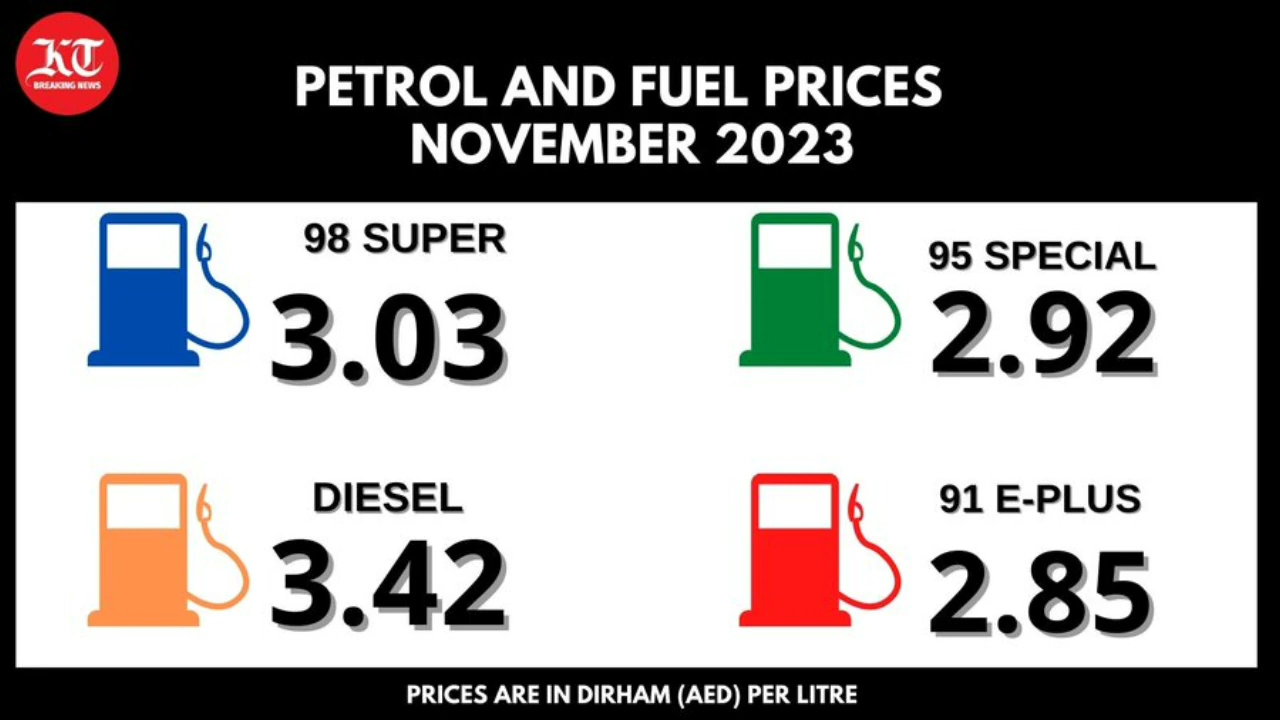 KT
BREAKING NEWS
PETROL AND FUEL PRICES
NOVEMBER 2023
98 SUPER
3.03
95 SPECIAL
2.92
DIESEL
3.42
91 E-PLUS
2.85
PRICES ARE IN DIRHAM (AED) PER LITRE